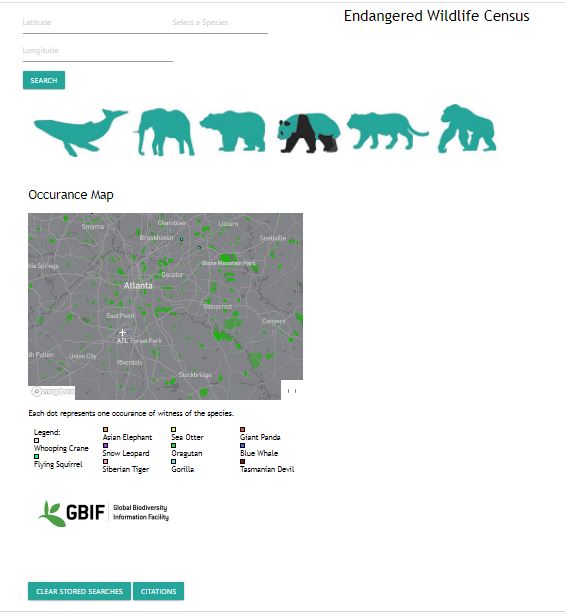 Latitude
Select a Species
Endangered Wildlife Census
Longitude
SEARCH
Occurance Map
Smyrna
Chamblee
Lilburn
Brookhaven
Snellville
Stone Mountain Park
Decatur
Atlanta
Stonecrest
East Point
Conyers
ATL Forest Park
Union City
Riverdale
Stockbridge
mapbox
Each dot represents one occurance of witness of the species.
Legend:
Whooping Crane
Flying Squirrel
Asian Elephant
Snow Leopard
Siberian Tiger
Sea Otter
Oragutan
Gorilla
Giant Panda
Blue Whale
Tasmanian Devil
GBIF
Global Biodiversity
Information Facility
CLEAR STORED SEARCHES
CITATIONS